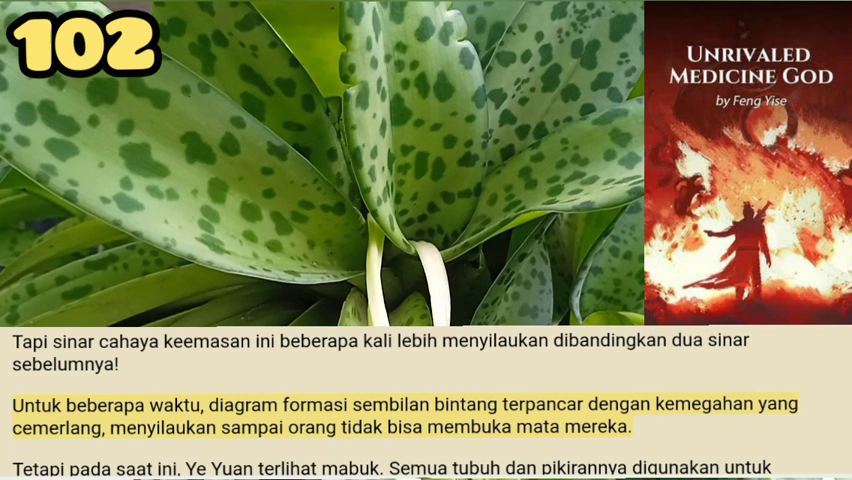 102
UNRIVALED
MEDICINE GOD
by Feng Yise
Tapi sinar cahaya keemasan ini beberapa kali lebih menyilaukan dibandingkan dua sinar
sebelumnya!
Untuk beberapa waktu, diagram formasi sembilan bintang terpancar dengan kemegahan yang
cemerlang, menyilaukan sampai orang tidak bisa membuka mata mereka.
Tetapi pada saat ini, Ye Yuan terlihat mabuk. Semua tubuh dan pikirannya digunakan untuk